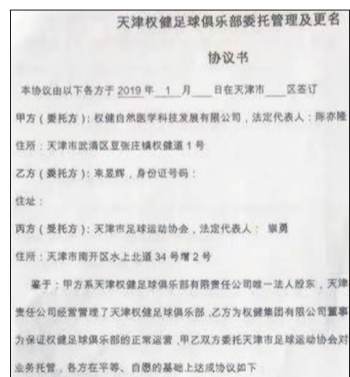 天津权健足球俱乐部委托管理及更名
协议书
本协议由以下各方于 2019 年 1 月 日在天津市 区签订
甲方(委托方):权健自然医学科技发展有限公司,法定代表人:陈亦隆
住所:天津市武清区豆张庄镇权健道 1 号
乙方(委托方):束昱辉,身份证号码:
住址:
丙方(受托方):天津市足球运动协会,法定代表人: 崇勇
住所:天津市南开区水上北道 34 号增 2 号
鉴于:甲方系天津权健足球俱乐部有限责任公司唯一法人股东,天津
责任公司经营管理了天津权健足球俱乐部,乙方为权健集团有限公司董事
为保证权健足球俱乐部的正常运营,甲乙双方委托天津市足球运动协会对
业务托管,各方在平等、自愿的基础上达成协议如下